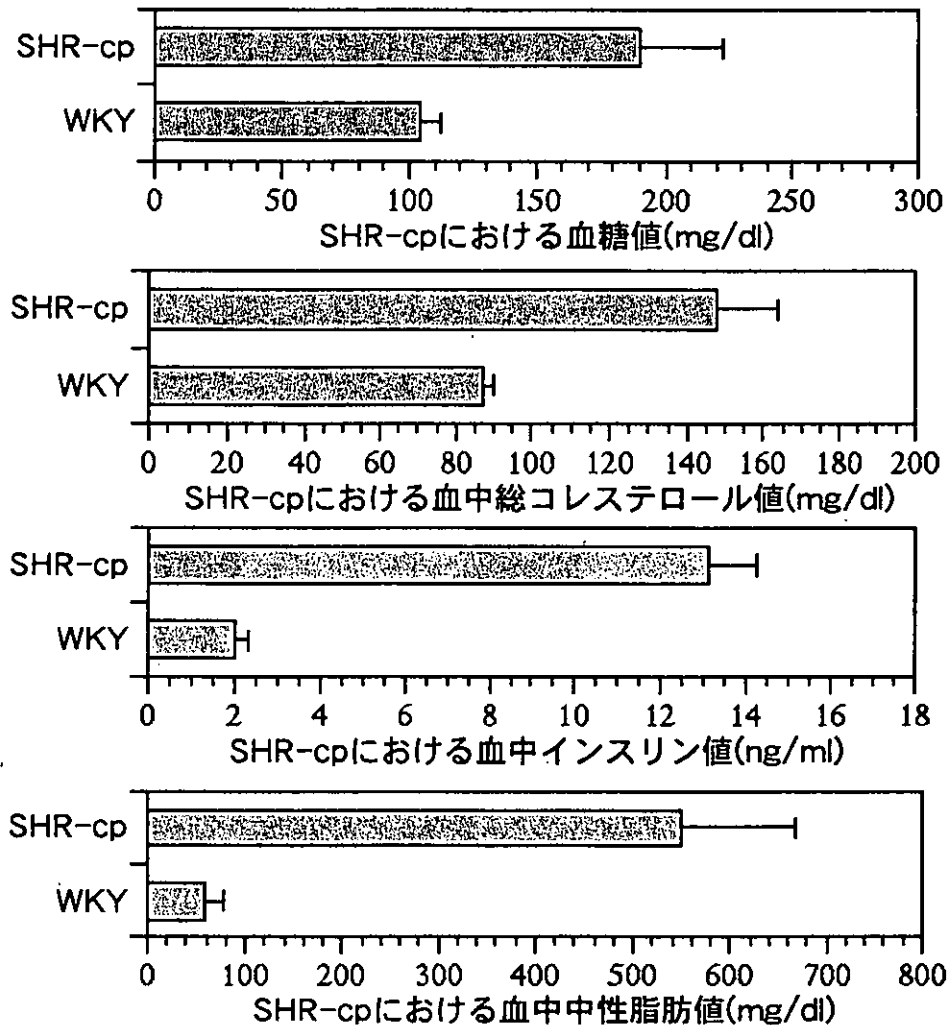 SHR-cp
WKY
0 50 100 150 200 250 300
SHR-cpにおける血糖値(mg/dl)
SHR-cp
WKY
0 20 40 60 80 100 120 140 160 180 200
SHR-cpにおける血中総コレステロール値(mg/dl)
SHR-cp
WKY
0 2 4 6 8 10 12 14 16 18
SHR-cpにおける血中インスリン値(ng/ml)
SHR-cp
WKY
0 100 200 300 400 500 600 700 800
SHR-cpにおける血中中性脂肪値(mg/dl)